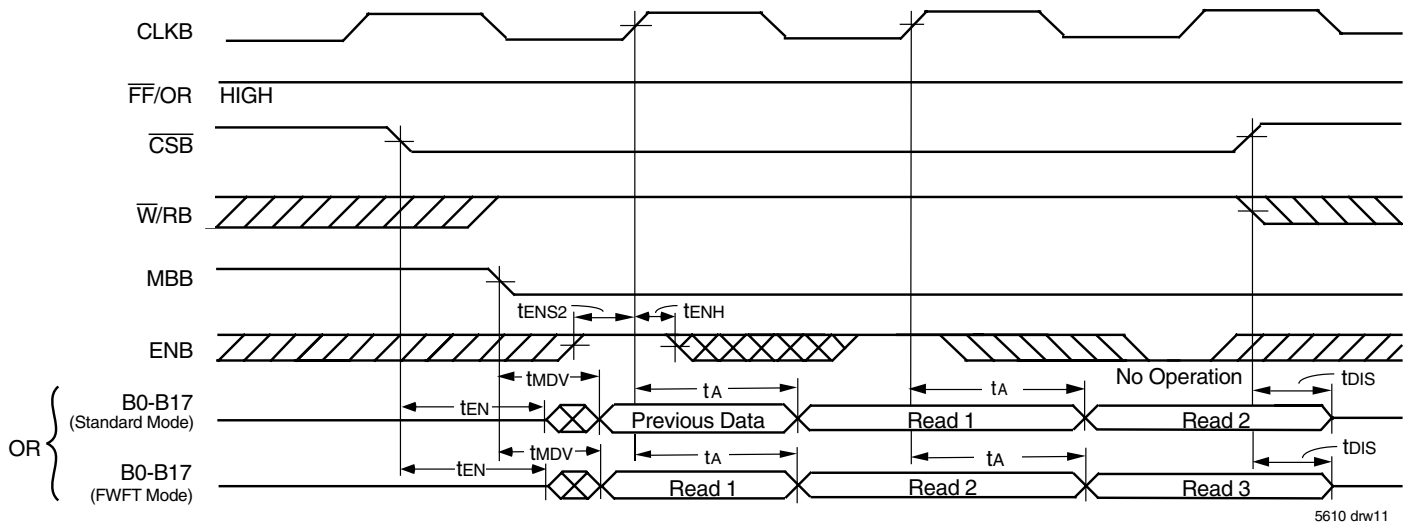 CLKB
FF/OR HIGH
CSB
W/RB
MBB
tENS2 tENH
ENB
No Operation
tMDV tA tA tDIS
B0-B17
(Standard Mode)
tEN Previous Data Read 1 Read 2
OR
tMDV tA tA tDIS
B0-B17
(FWFT Mode)
tEN Read 1 Read 2 Read 3
5610 drw11